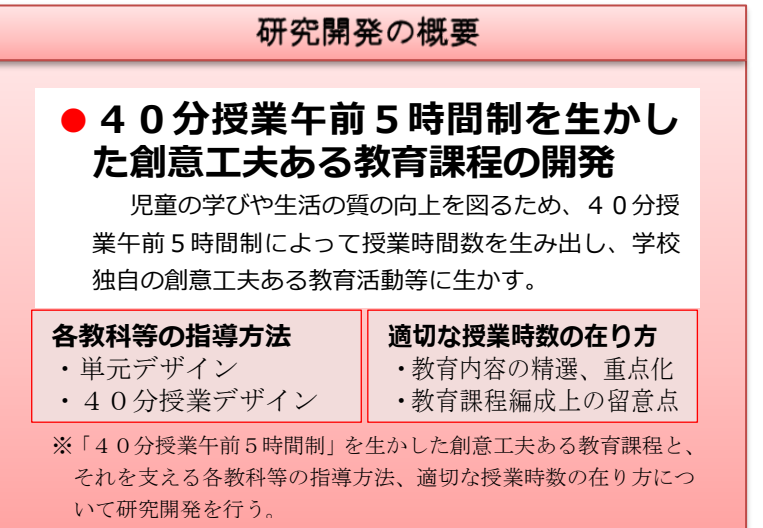 研究開発の概要
●４０分授業午前５時間制を生かし
た創意工夫ある教育課程の開発
児童の学びや生活の質の向上を図るため、４０分授
業午前５時間制によって授業時間数を生み出し、学校
独自の創意工夫ある教育活動等に生かす。
各教科等の指導方法
・単元デザイン
・４０分授業デザイン
適切な授業時数の在り方
・教育内容の精選、重点化
・教育課程編成上の留意点
※「４０分授業午前５時間制」を生かした創意工夫ある教育課程と、
それを支える各教科等の指導方法、適切な授業時数の在り方につ
いて研究開発を行う。